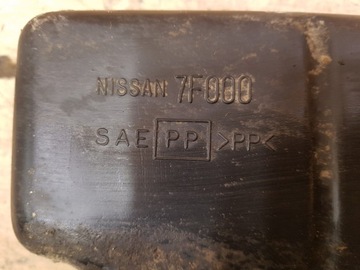 NISSAN 7F000
SAE PP >PP<